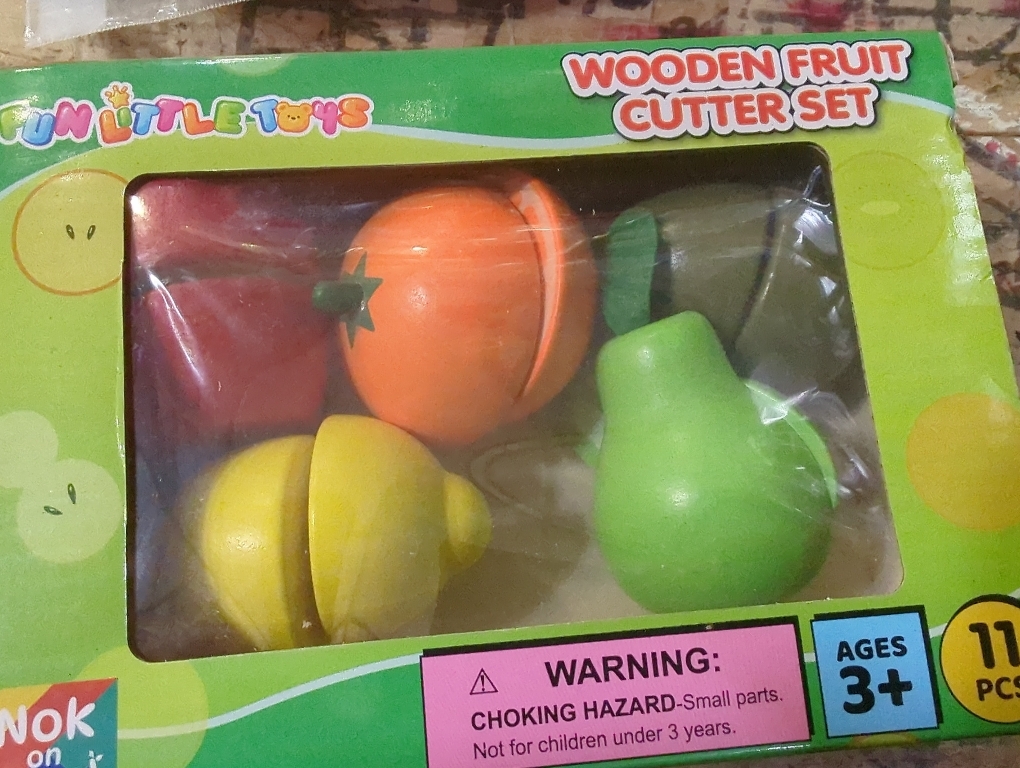 FUN LiTTLE TOYS
WOODEN FRUIT
CUTTER SET
WARNING:
CHOKING HAZARD-Small parts.
Not for children under 3 years.
AGES
3+
11
PCS
Nok
on